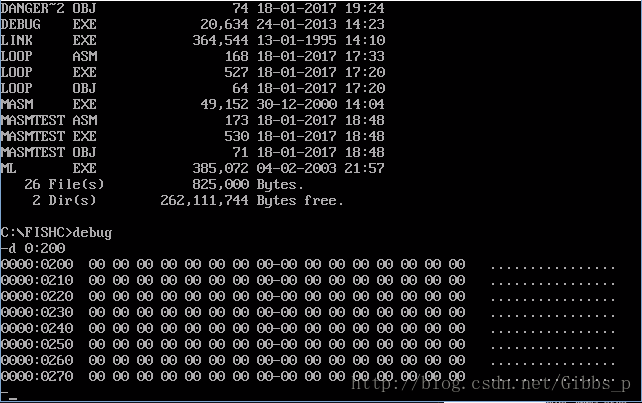 DANGER~2 OBJ                74 18-01-2017 19:24
DEBUG    EXE            20,634 24-01-2013 14:23
LINK     EXE           364,544 13-01-1995 14:10
LOOP     ASM               168 18-01-2017 17:33
LOOP     EXE               527 18-01-2017 17:20
LOOP     OBJ                64 18-01-2017 17:20
MASM     EXE            49,152 30-12-2000 14:04
MASMTEST ASM               173 18-01-2017 18:48
MASMTEST EXE               530 18-01-2017 18:48
MASMTEST OBJ                71 18-01-2017 18:48
ML       EXE           385,072 04-02-2003 21:57
   26 File(s)          825,000 Bytes.
    2 Dir(s)       262,111,744 Bytes free.
C:\FISHC>debug
-d 0:200
0000:0200  00 00 00 00 00 00 00 00-00 00 00 00 00 00 00 00   ................
0000:0210  00 00 00 00 00 00 00 00-00 00 00 00 00 00 00 00   ................
0000:0220  00 00 00 00 00 00 00 00-00 00 00 00 00 00 00 00   ................
0000:0230  00 00 00 00 00 00 00 00-00 00 00 00 00 00 00 00   ................
0000:0240  00 00 00 00 00 00 00 00-00 00 00 00 00 00 00 00   ................
0000:0250  00 00 00 00 00 00 00 00-00 00 00 00 00 00 00 00   ................
0000:0260  00 00 00 00 00 00 00 00-00 00 00 00 00 00 00 00   ................
0000:0270  00 00 00 00 00 00 00 00-00 00 00 00 00 00 00 00   ................
-_
http://blog.csdn.net/Gibbs_p